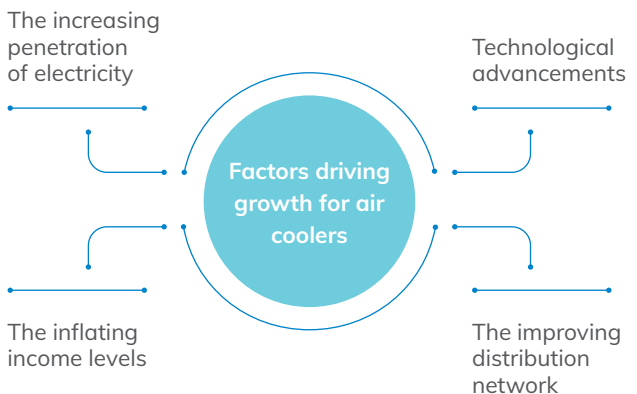 The increasing
penetration
of electricity
Technological
advancements
Factors driving
growth for air
coolers
The inflating
income levels
The improving
distribution
network